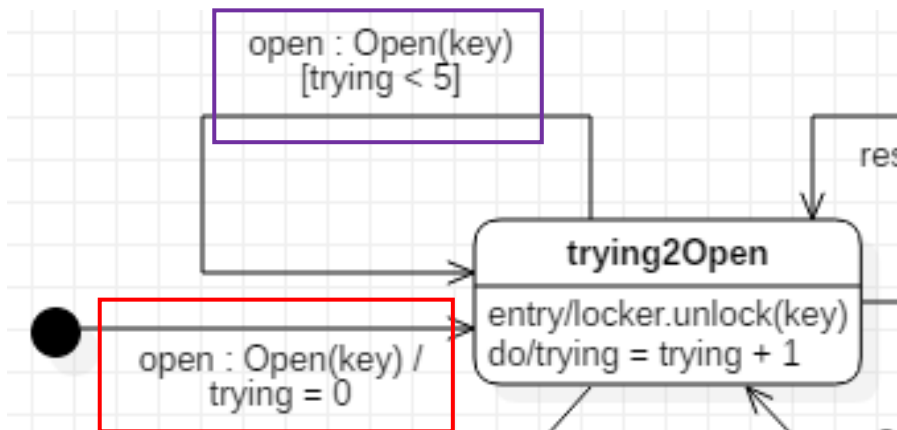 open : Open(key)
[trying < 5]
res
trying2Open
entry/locker.unlock(key)
do/trying = trying + 1
open : Open(key) /
trying = 0